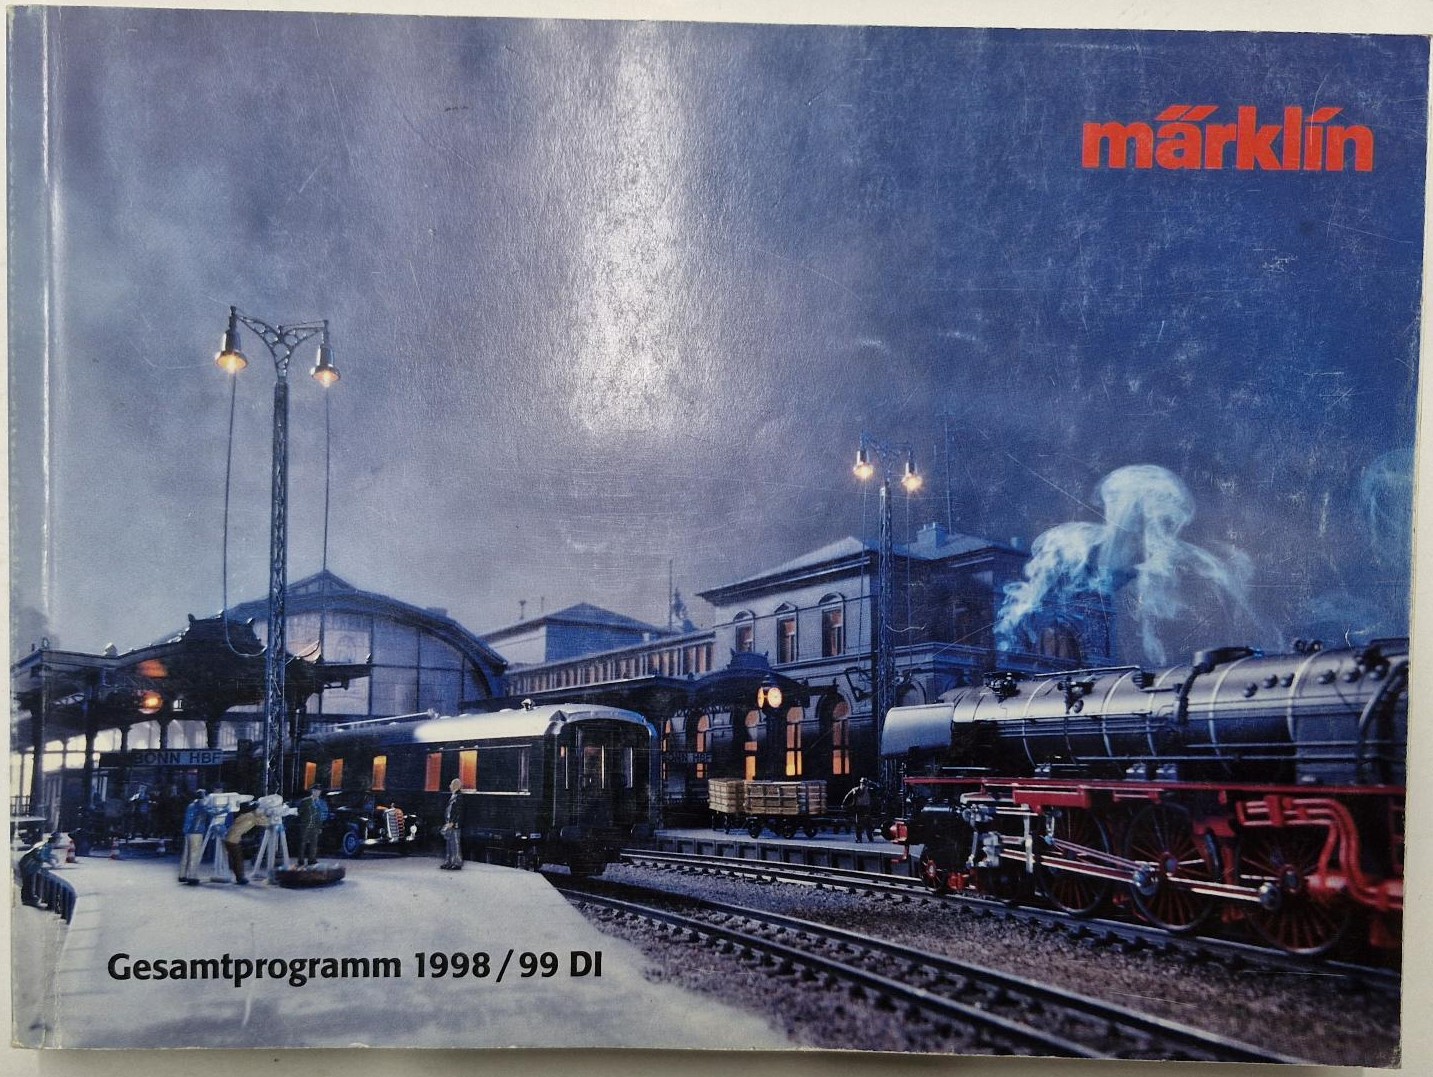 märklin
BONN HBF
Gesamtprogramm 1998/99 DI